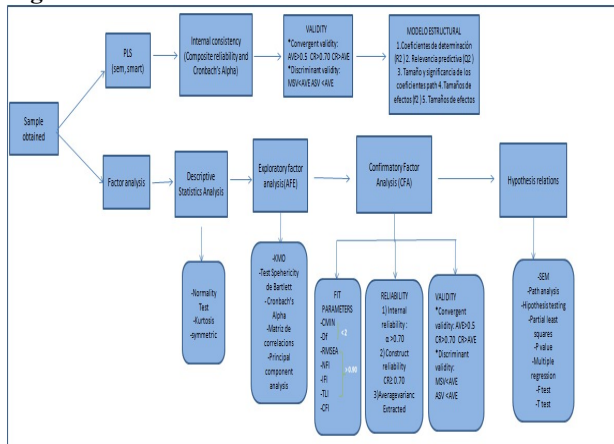 PLS
(sem, smart)
Internal consistency
(Composite reliability and
Cronbach's Alpha)
VALIDITY
*Convergent validity:
AVE>0.5 CR>0.70 CR>AVE
*Discriminant validity:
MSV<AVE ASV <AVE
MODELO ESTRUCTURAL
1.Coeficientes de determinación
(R2 ) 2. Relevancia predictiva (Q2 )
3. Tamaño y significancia de los
coeficientes path 4. Tamaños de
efectos (f2 ) 5. Tamaños de efectos
Sample
obtained
Factor analysis
Descriptive
Statistics Analysis
Exploratory factor
analysis(AFE)
Confirmatory Factor
Analysis (CFA)
Hypothesis relations
-Normality
Test
-Kurtosis
-symmetric
-KMO
-Test Sphericity
de Bartlett
-Cronbach's
Alpha
-Matriz de
correlacions
-Principal
component
analysis
FIT
PARAMETERS
-CMIN
-Df
<2
-RMSEA
-NFI
-IFI
>0.90
-TLI
-CFI
RELIABILITY
1) Internal
reliability :
α >0.70
2)Construct
reliability
CR≥0.70
3)Averagevarianc
Extracted
VALIDITY
*Convergent
validity: AVE>0.5
CR>0.70 CR>AVE
*Discriminant
validity:
MSV<AVE
ASV <AVE
-SEM
-Path analysis
-Hipothesis testing
-Partial least
squares
-P value
-Multiple
regression
-F test
-T test